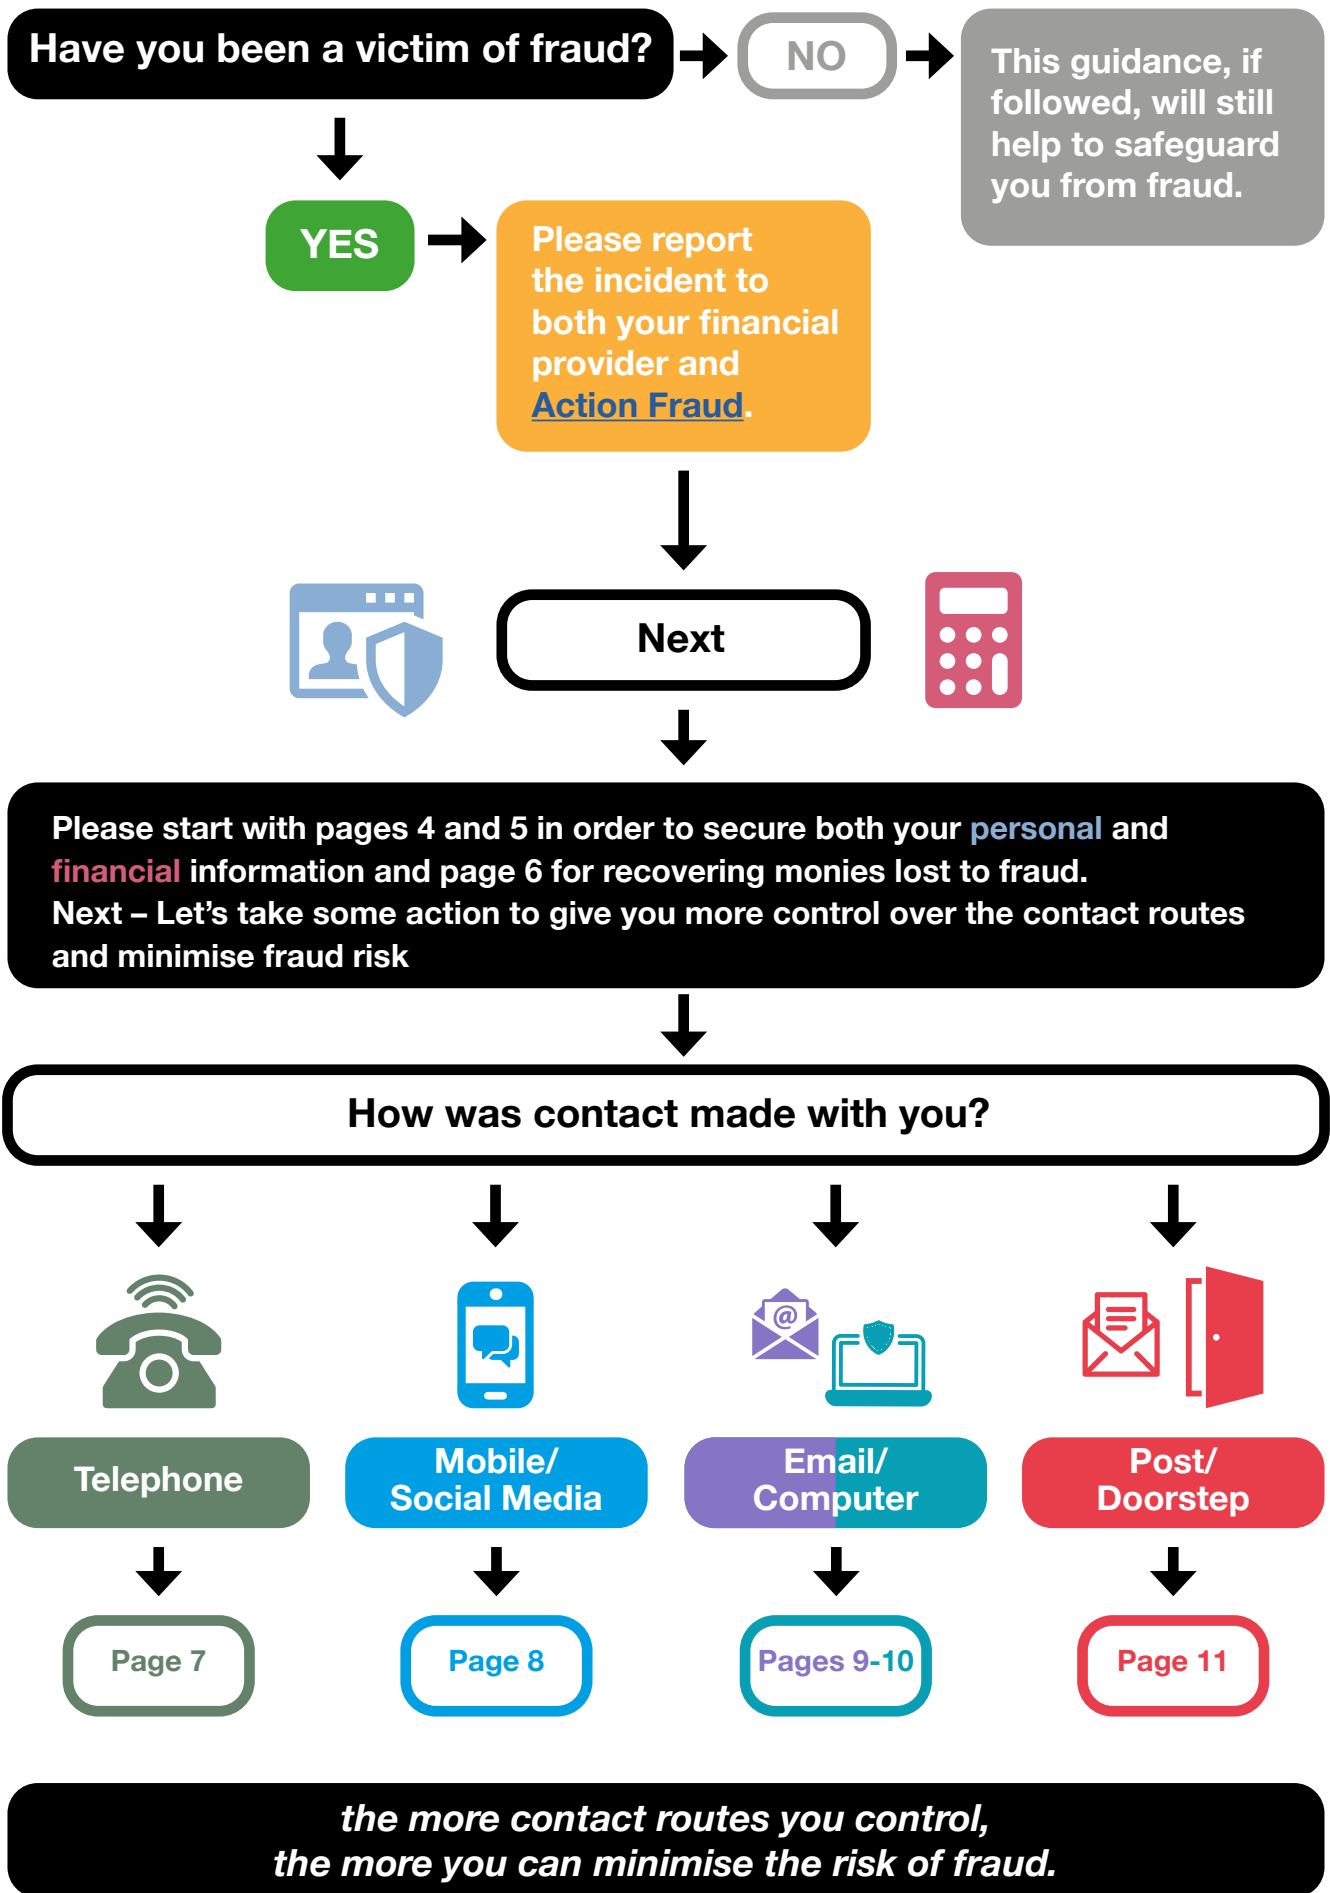 Have you been a victim of fraud?
NO
This guidance, if
followed, will still
help to safeguard
you from fraud.
YES
Please report
the incident to
both your financial
provider and
Action Fraud.
Next
Please start with pages 4 and 5 in order to secure both your personal and
financial information and page 6 for recovering monies lost to fraud.
Next – Let’s take some action to give you more control over the contact routes
and minimise fraud risk
How was contact made with you?
@
Telephone
Mobile/
Social Media
Email/
Computer
Post/
Doorstep
Page 7
Page 8
Pages 9-10
Page 11
the more contact routes you control,
the more you can minimise the risk of fraud.